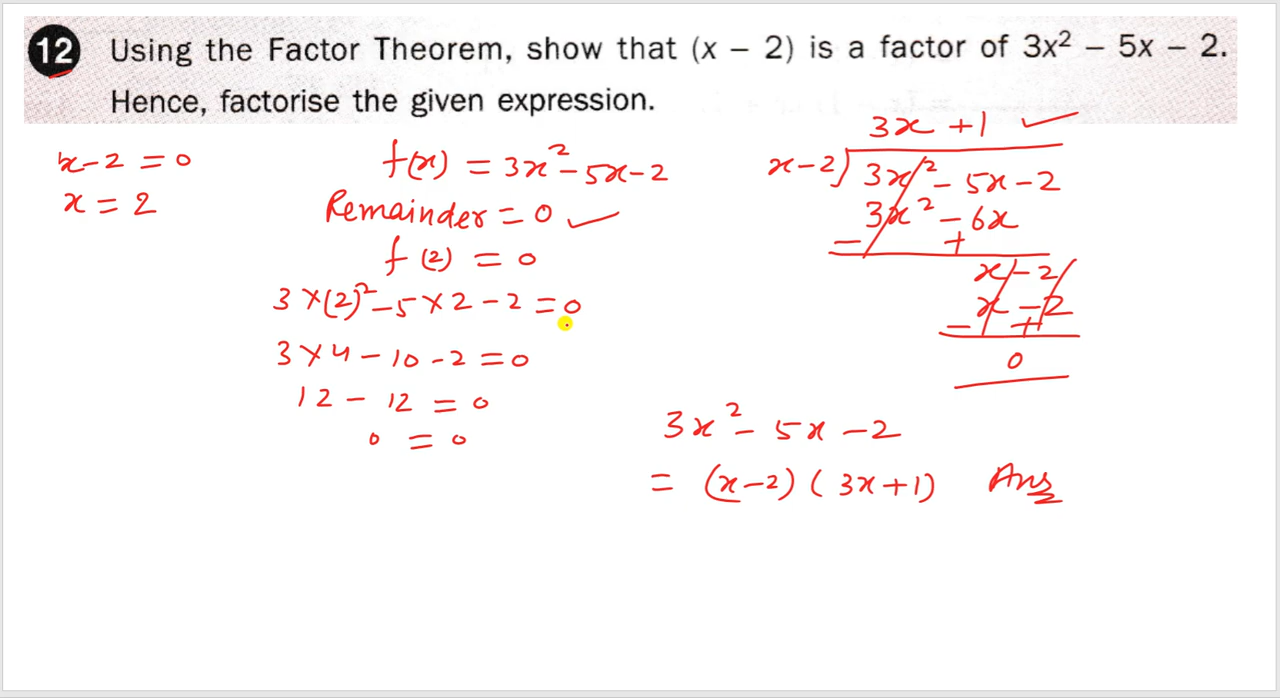 12 Using the Factor Theorem, show that (x − 2) is a factor of 3x² − 5x − 2.
Hence, factorise the given expression.
x-2 = 0
x = 2
f(x) = 3x² - 5x - 2
Remainder = 0 ✓
f(2) = 0
3×(2)² - 5×2 - 2 = 0
3×4 - 10 - 2 = 0
12 - 12 = 0
0 = 0
3x + 1 ✓
x-2) 3x² - 5x - 2
3x² - 6x
− +
x - 2
x - 2
− +
0
3x² - 5x - 2
= (x-2) (3x+1) Ans